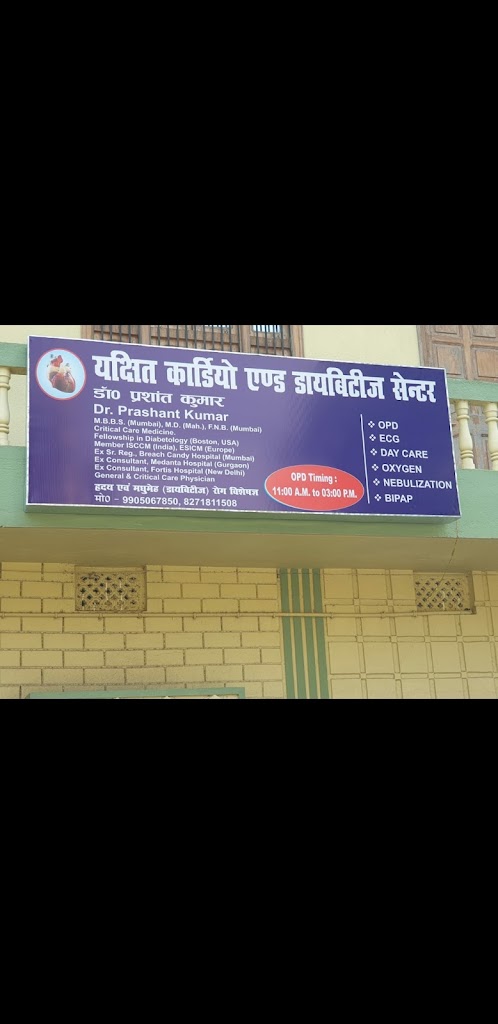 यक्षित कार्डियो एण्ड डायबिटीज सेन्टर
डॉ० प्रशांत कुमार
Dr. Prashant Kumar
M.B.B.S. (Mumbai), M.D. (Mah.), F.N.B. (Mumbai)
Critical Care Medicine.
Fellowship in Diabetology (Boston, USA)
Member ISCCM (India), ESICM (Europe)
Ex Sr. Reg., Breach Candy Hospital (Mumbai)
Ex Consultant, Medanta Hospital (Gurgaon)
Ex Consultant, Fortis Hospital (New Delhi)
General & Critical Care Physician
हृदय एवं मधुमेह (डायबिटीज) रोग विशेषज्ञ
मो० - 9905067850, 8271811508
OPD Timing :
11:00 A.M. to 03:00 P.M.
❖ OPD
❖ ECG
❖ DAY CARE
❖ OXYGEN
❖ NEBULIZATION
❖ BIPAP